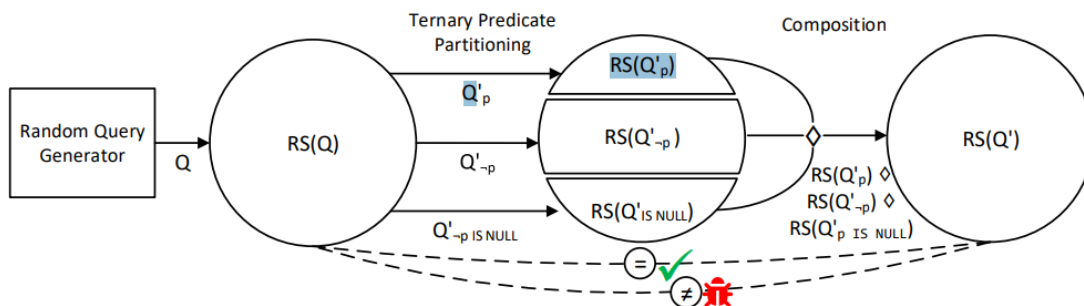 Ternary Predicate
Partitioning
Composition
Random Query
Generator
Q
RS(Q)
Q'p
Q'¬p
Q'¬p IS NULL
RS(Q'p)
RS(Q'¬p)
RS(Q'IS NULL)
◊
RS(Q'p) ◊
RS(Q'¬p) ◊
RS(Q'p IS NULL)
RS(Q')
=
≠